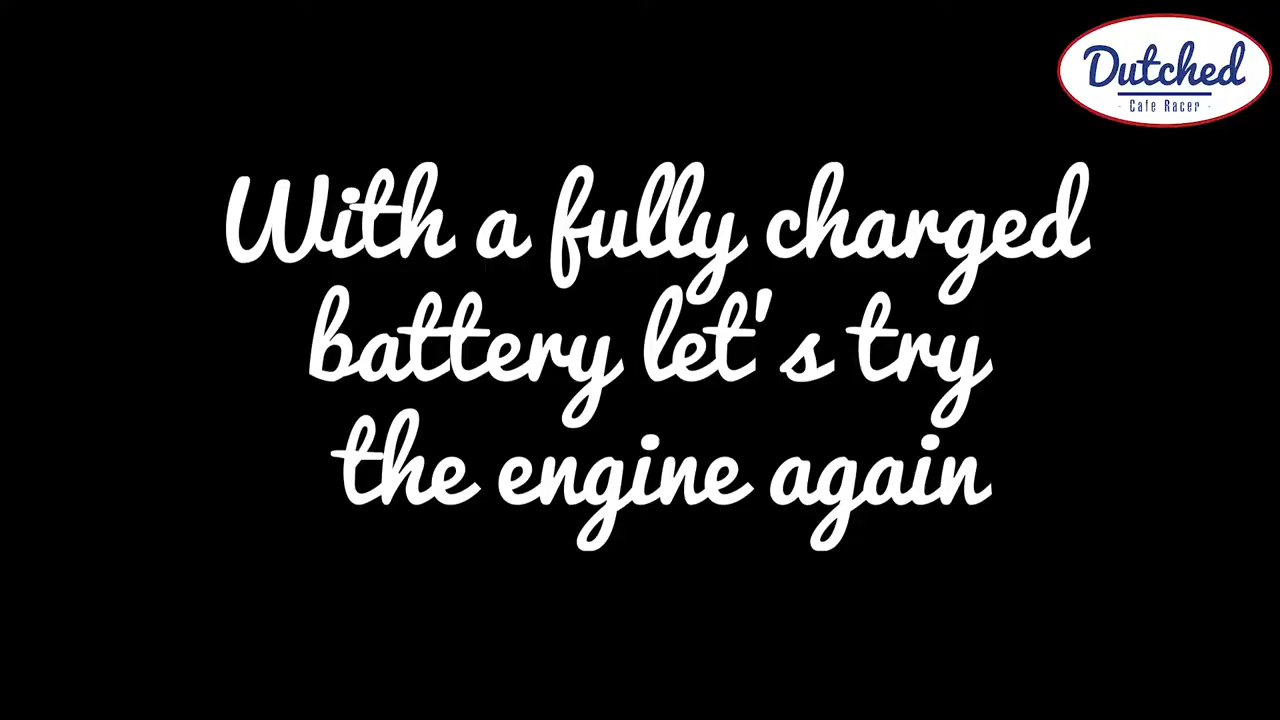 Dutched
- Cafe Racer -
With a fully charged
battery let's try
the engine again